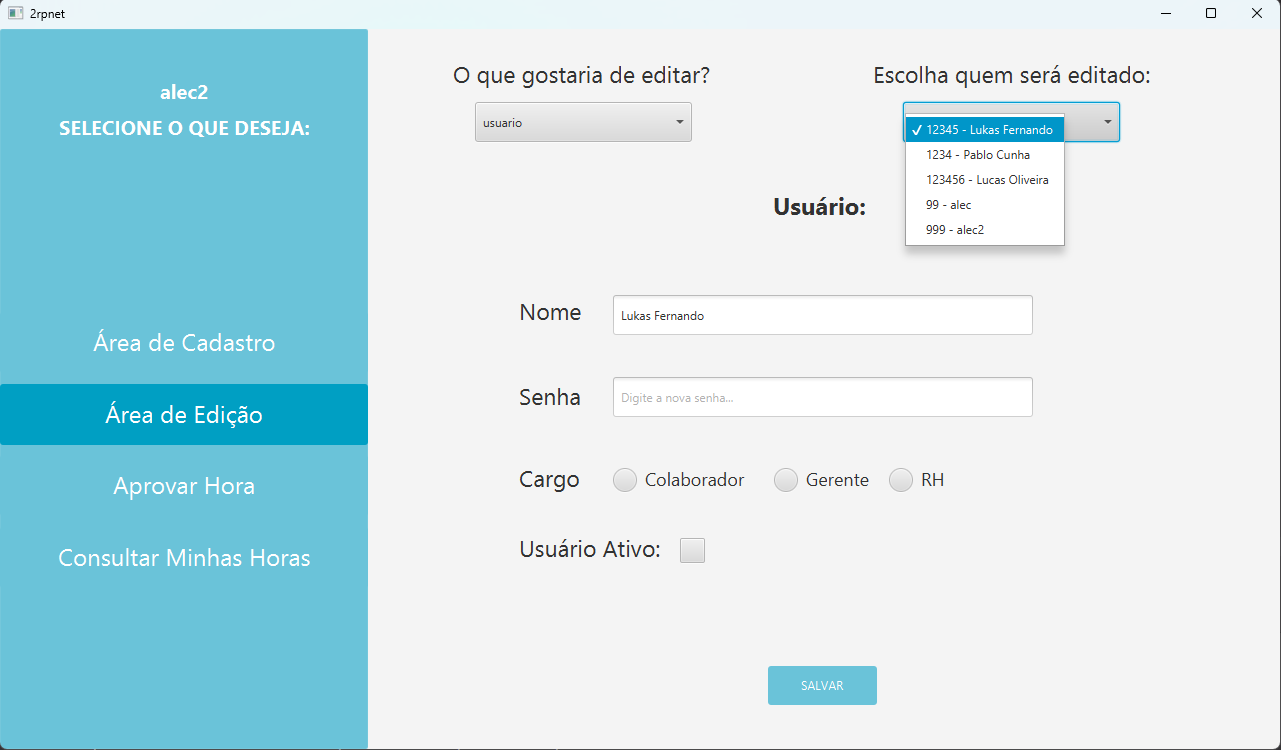 2rpnet
alec2
SELECIONE O QUE DESEJA:
Área de Cadastro
Área de Edição
Aprovar Hora
Consultar Minhas Horas
O que gostaria de editar?
usuario
Escolha quem será editado:
12345 - Lukas Fernando
1234 - Pablo Cunha
123456 - Lucas Oliveira
99 - alec
999 - alec2
Usuário:
Nome
Lukas Fernando
Senha
Digite a nova senha...
Cargo
Colaborador
Gerente
RH
Usuário Ativo:
SALVAR